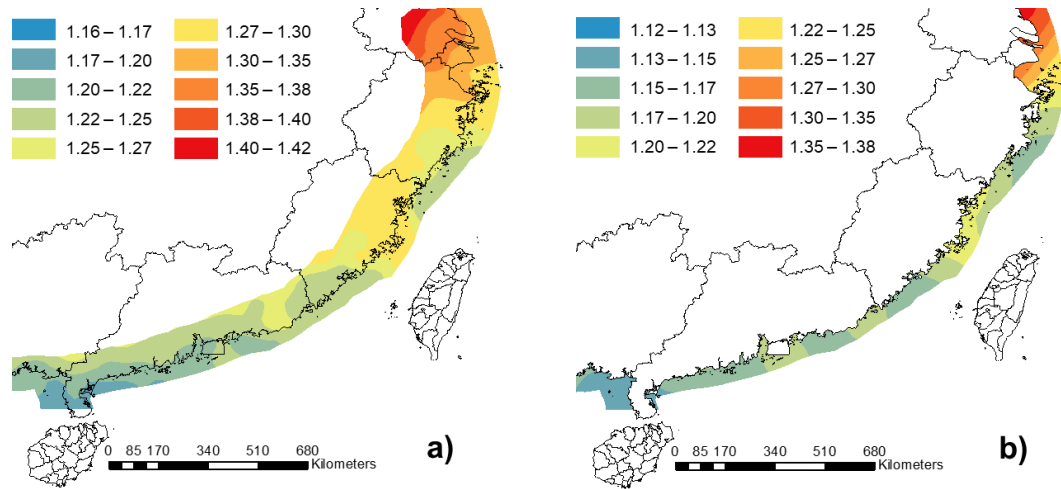 1.16 – 1.17 1.27 – 1.30
1.17 – 1.20 1.30 – 1.35
1.20 – 1.22 1.35 – 1.38
1.22 – 1.25 1.38 – 1.40
1.25 – 1.27 1.40 – 1.42
a)
0 85 170 340 510 680
Kilometers
1.12 – 1.13 1.22 – 1.25
1.13 – 1.15 1.25 – 1.27
1.15 – 1.17 1.27 – 1.30
1.17 – 1.20 1.30 – 1.35
1.20 – 1.22 1.35 – 1.38
b)
0 85 170 340 510 680
Kilometers